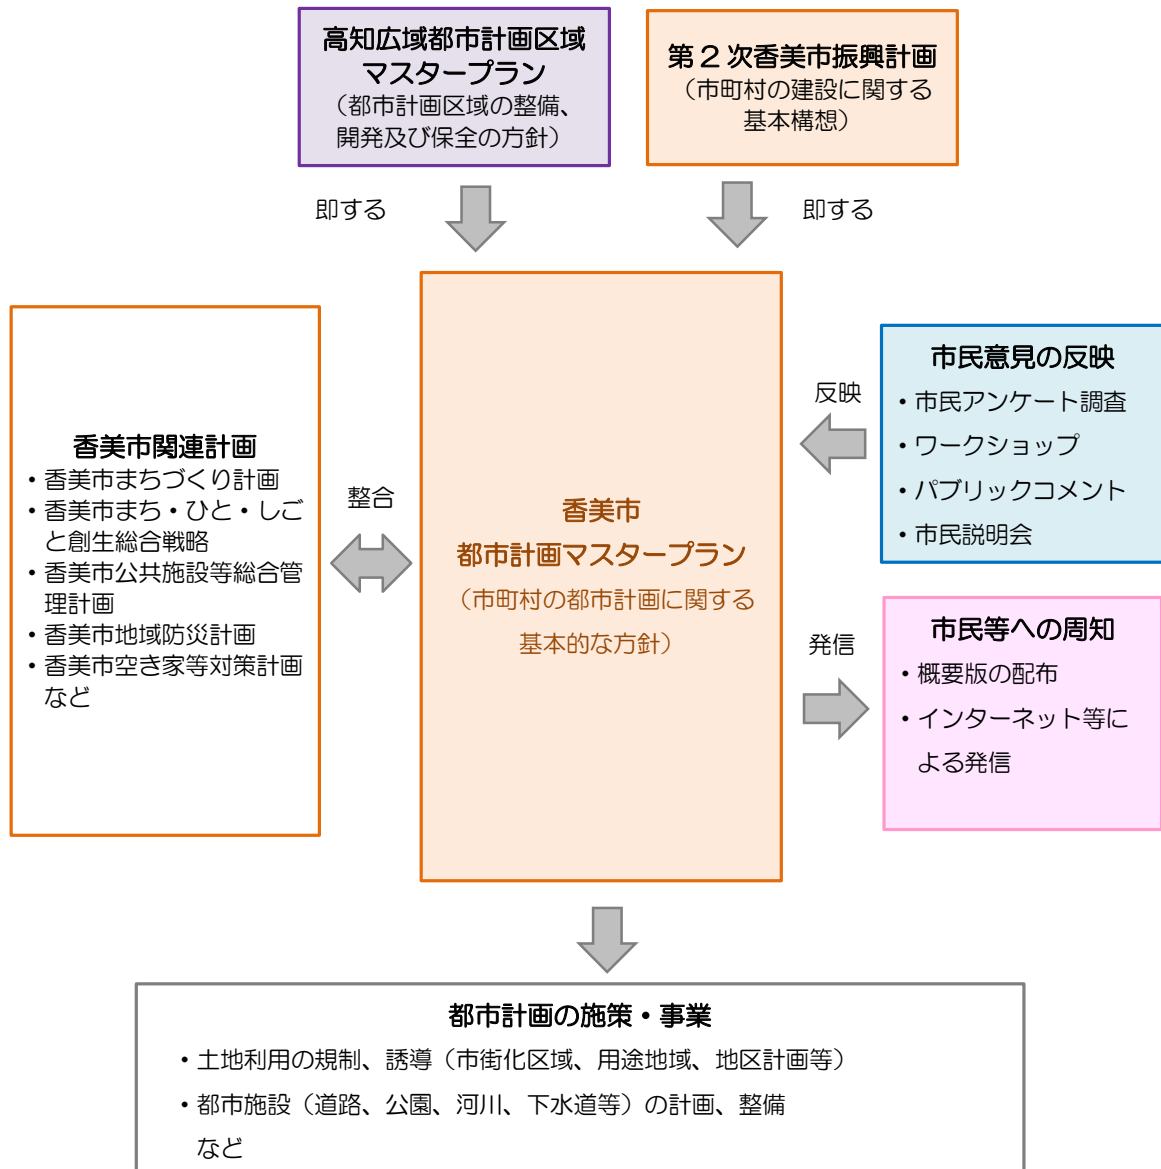 高知広域都市計画区域
マスタープラン
（都市計画区域の整備、
開発及び保全の方針）
第２次香美市振興計画
（市町村の建設に関する
基本構想）
即する
即する
香美市関連計画
・香美市まちづくり計画
・香美市まち・ひと・しご
と創生総合戦略
・香美市公共施設等総合管
理計画
・香美市地域防災計画
・香美市空き家等対策計画
など
整合
香美市
都市計画マスタープラン
（市町村の都市計画に関する
基本的な方針）
反映
市民意見の反映
・市民アンケート調査
・ワークショップ
・パブリックコメント
・市民説明会
発信
市民等への周知
・概要版の配布
・インターネット等に
よる発信
都市計画の施策・事業
・土地利用の規制、誘導（市街化区域、用途地域、地区計画等）
・都市施設（道路、公園、河川、下水道等）の計画、整備
など